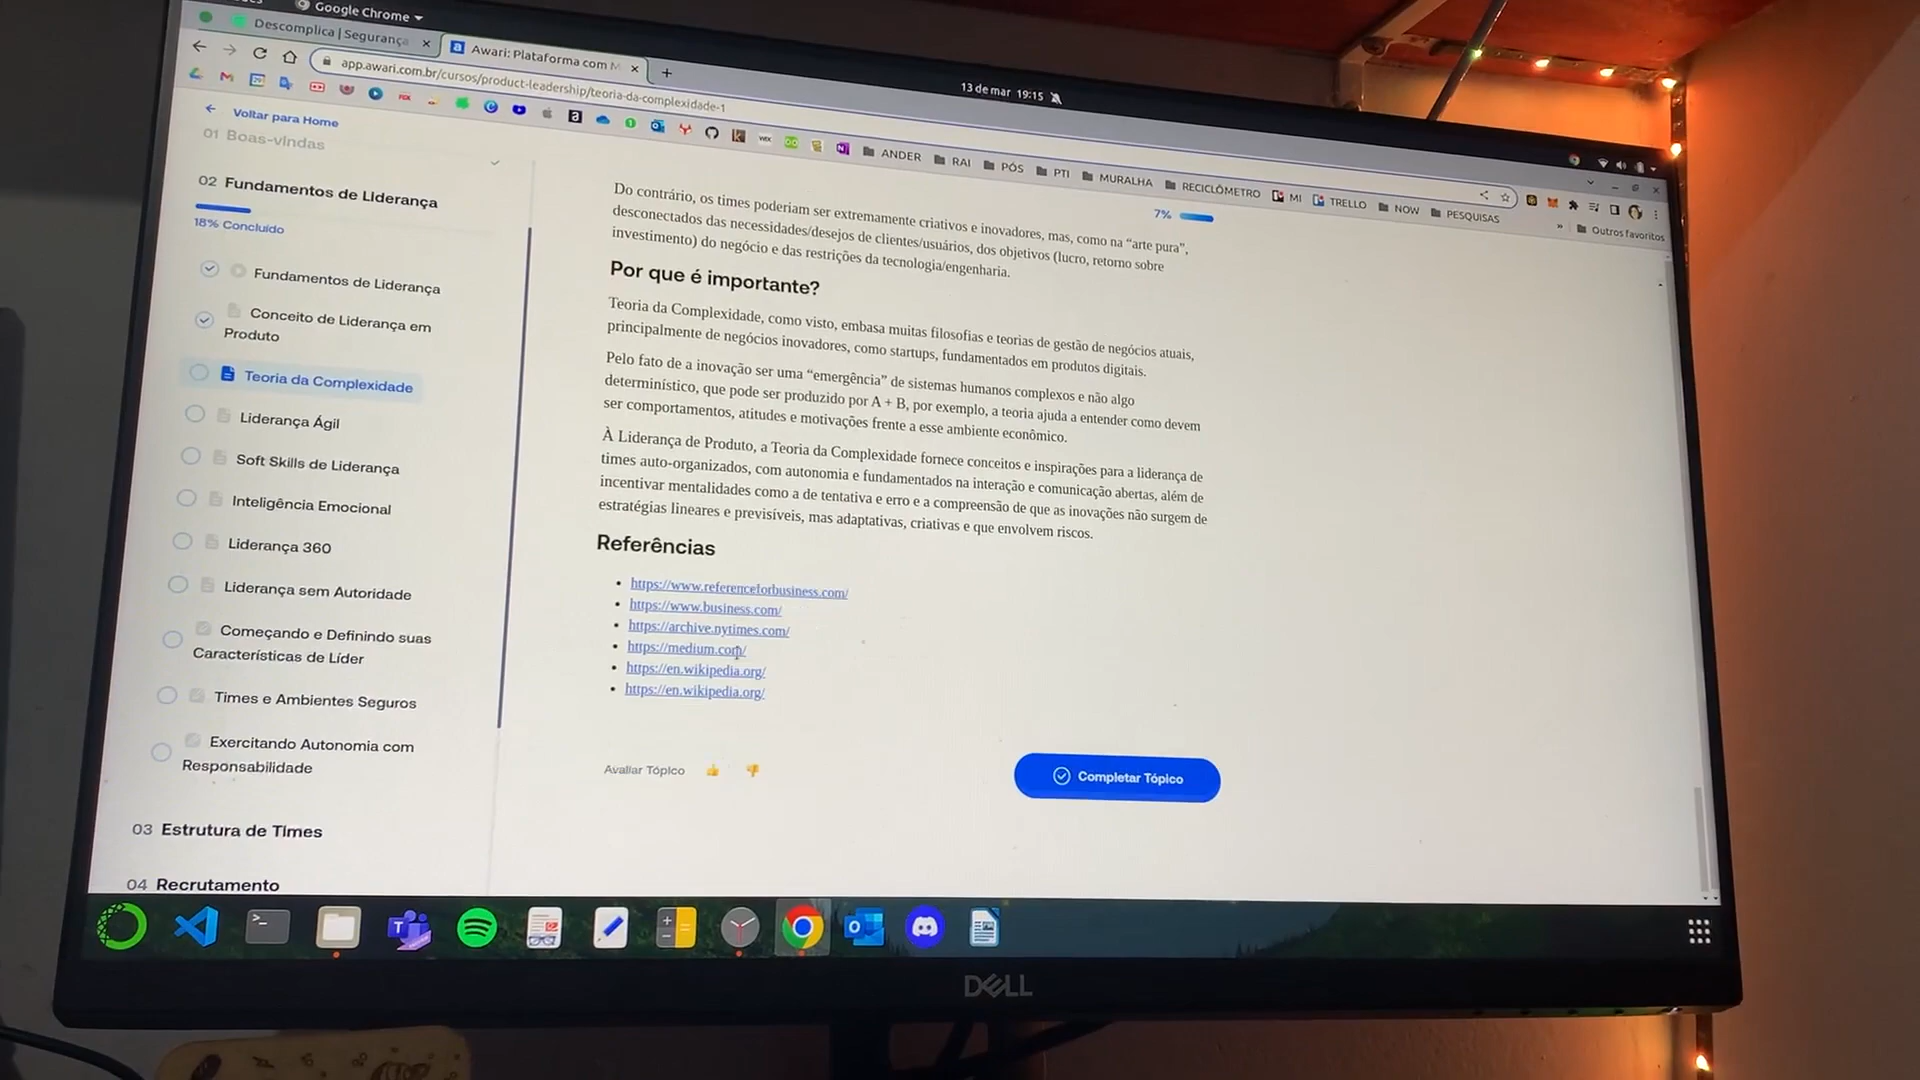 Google Chrome
13 de mar 19:15
Descomplica | Segurança
Awari: Plataforma com M
app.awari.com.br/cursos/product-leadership/teoria-da-complexidade-1
ANDER
RAI
PÓS
PTI
MURALHA
RECICLÔMETRO
MI
TRELLO
NOW
PESQUISAS
Outros favoritos
Voltar para Home
01 Boas-vindas
02 Fundamentos de Liderança
18% Concluído
Fundamentos de Liderança
Conceito de Liderança em
Produto
Teoria da Complexidade
Liderança Ágil
Soft Skills de Liderança
Inteligência Emocional
Liderança 360
Liderança sem Autoridade
Começando e Definindo suas
Características de Líder
Times e Ambientes Seguros
Exercitando Autonomia com
Responsabilidade
03 Estrutura de Times
04 Recrutamento
7%
Do contrário, os times poderiam ser extremamente criativos e inovadores, mas, como na “arte pura”,
desconectados das necessidades/desejos de clientes/usuários, dos objetivos (lucro, retorno sobre
investimento) do negócio e das restrições da tecnologia/engenharia.
Por que é importante?
Teoria da Complexidade, como visto, embasa muitas filosofias e teorias de gestão de negócios atuais,
principalmente de negócios inovadores, como startups, fundamentados em produtos digitais.
Pelo fato de a inovação ser uma “emergência” de sistemas humanos complexos e não algo
determinístico, que pode ser produzido por A + B, por exemplo, a teoria ajuda a entender como devem
ser comportamentos, atitudes e motivações frente a esse ambiente econômico.
À Liderança de Produto, a Teoria da Complexidade fornece conceitos e inspirações para a liderança de
times auto-organizados, com autonomia e fundamentados na interação e comunicação abertas, além de
incentivar mentalidades como a de tentativa e erro e a compreensão de que as inovações não surgem de
estratégias lineares e previsíveis, mas adaptativas, criativas e que envolvem riscos.
Referências
https://www.referenceforbusiness.com/
https://www.business.com/
https://archive.nytimes.com/
https://medium.com/
https://en.wikipedia.org/
https://en.wikipedia.org/
Avaliar Tópico
Completar Tópico
DELL